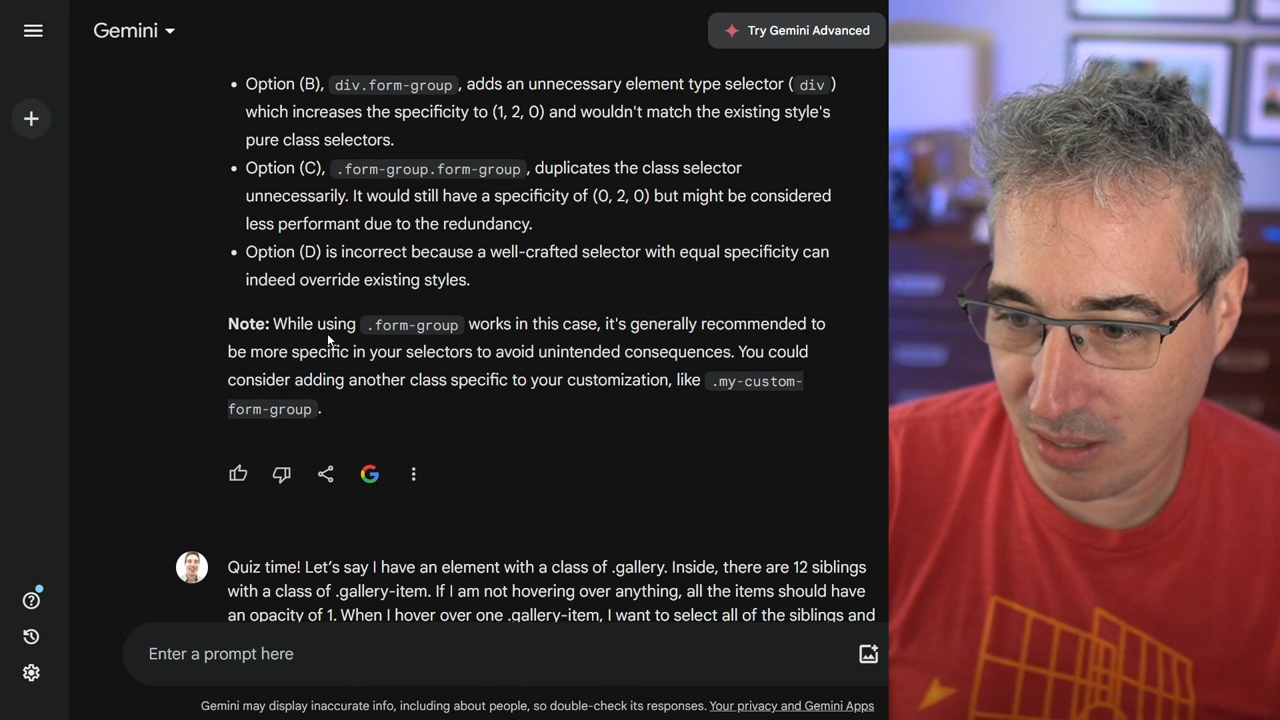 Gemini
Try Gemini Advanced
Option (B), div.form-group, adds an unnecessary element type selector (div)
which increases the specificity to (1, 2, 0) and wouldn't match the existing style's
pure class selectors.
Option (C), .form-group.form-group, duplicates the class selector
unnecessarily. It would still have a specificity of (0, 2, 0) but might be considered
less performant due to the redundancy.
Option (D) is incorrect because a well-crafted selector with equal specificity can
indeed override existing styles.
Note: While using .form-group works in this case, it's generally recommended to
be more specific in your selectors to avoid unintended consequences. You could
consider adding another class specific to your customization, like .my-custom-
form-group.
Quiz time! Let's say I have an element with a class of .gallery. Inside, there are 12 siblings
with a class of .gallery-item. If I am not hovering over anything, all the items should have
an opacity of 1. When I hover over one .gallery-item, I want to select all of the siblings and
Enter a prompt here
Gemini may display inaccurate info, including about people, so double-check its responses. Your privacy and Gemini Apps